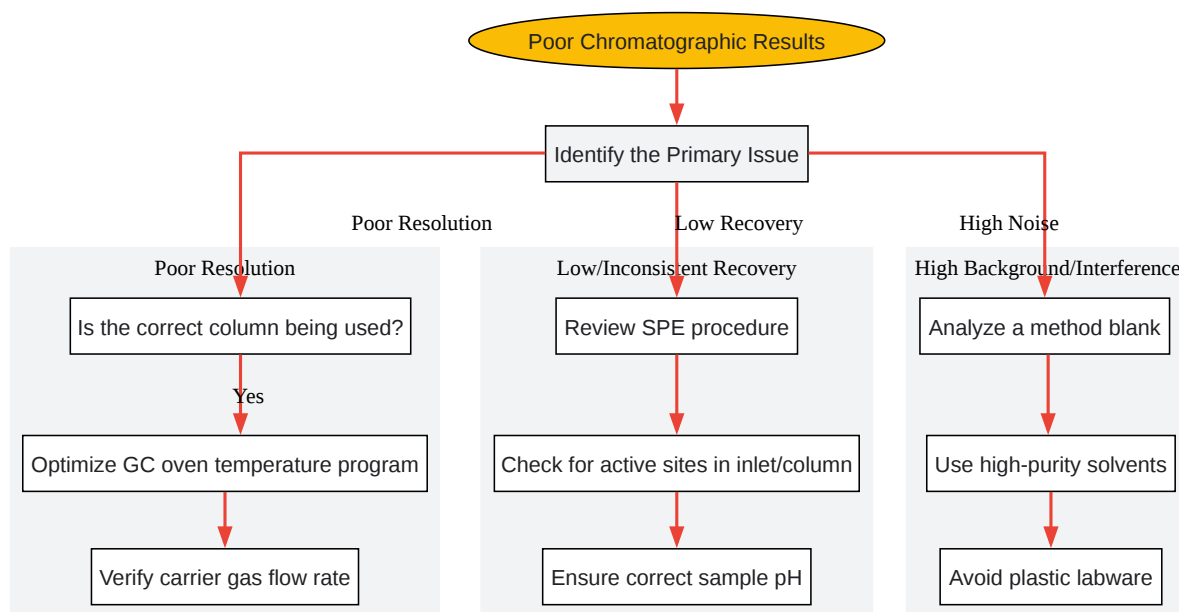 Poor Chromatographic Results
Identify the Primary Issue
Poor Resolution
Low Recovery
High Noise
Poor Resolution
Low/Inconsistent Recovery
High Background/Interference
Is the correct column being used?
Review SPE procedure
Analyze a method blank
Yes
Optimize GC oven temperature program
Check for active sites in inlet/column
Use high-purity solvents
Verify carrier gas flow rate
Ensure correct sample pH
Avoid plastic labware